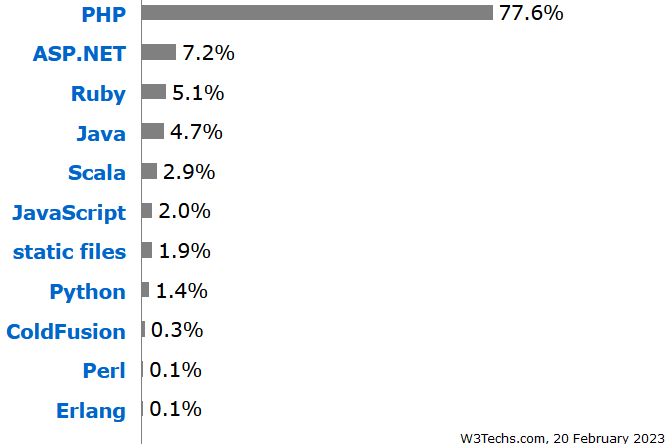 PHP 77.6%
ASP.NET 7.2%
Ruby 5.1%
Java 4.7%
Scala 2.9%
JavaScript 2.0%
static files 1.9%
Python 1.4%
ColdFusion 0.3%
Perl 0.1%
Erlang 0.1%
W3Techs.com, 20 February 2023